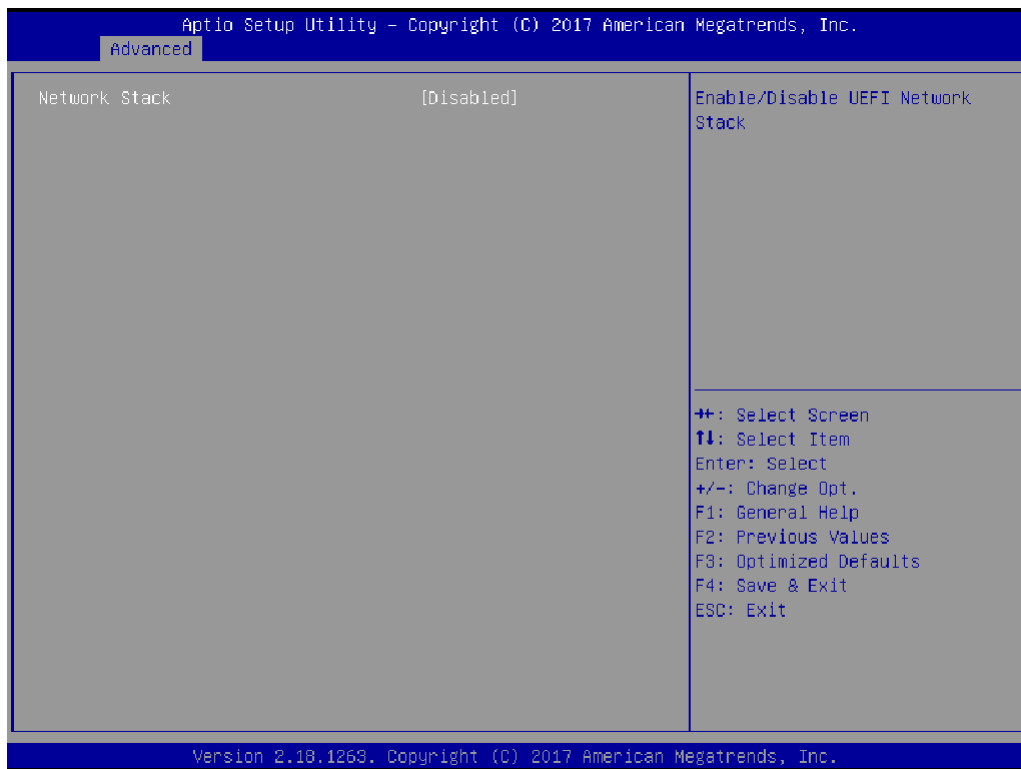 Aptio Setup Utility – Copyright (C) 2017 American Megatrends, Inc.
Advanced
Network Stack [Disabled]
Enable/Disable UEFI Network
Stack
→←: Select Screen
↑↓: Select Item
Enter: Select
+/-: Change Opt.
F1: General Help
F2: Previous Values
F3: Optimized Defaults
F4: Save & Exit
ESC: Exit
Version 2.18.1263. Copyright (C) 2017 American Megatrends, Inc.